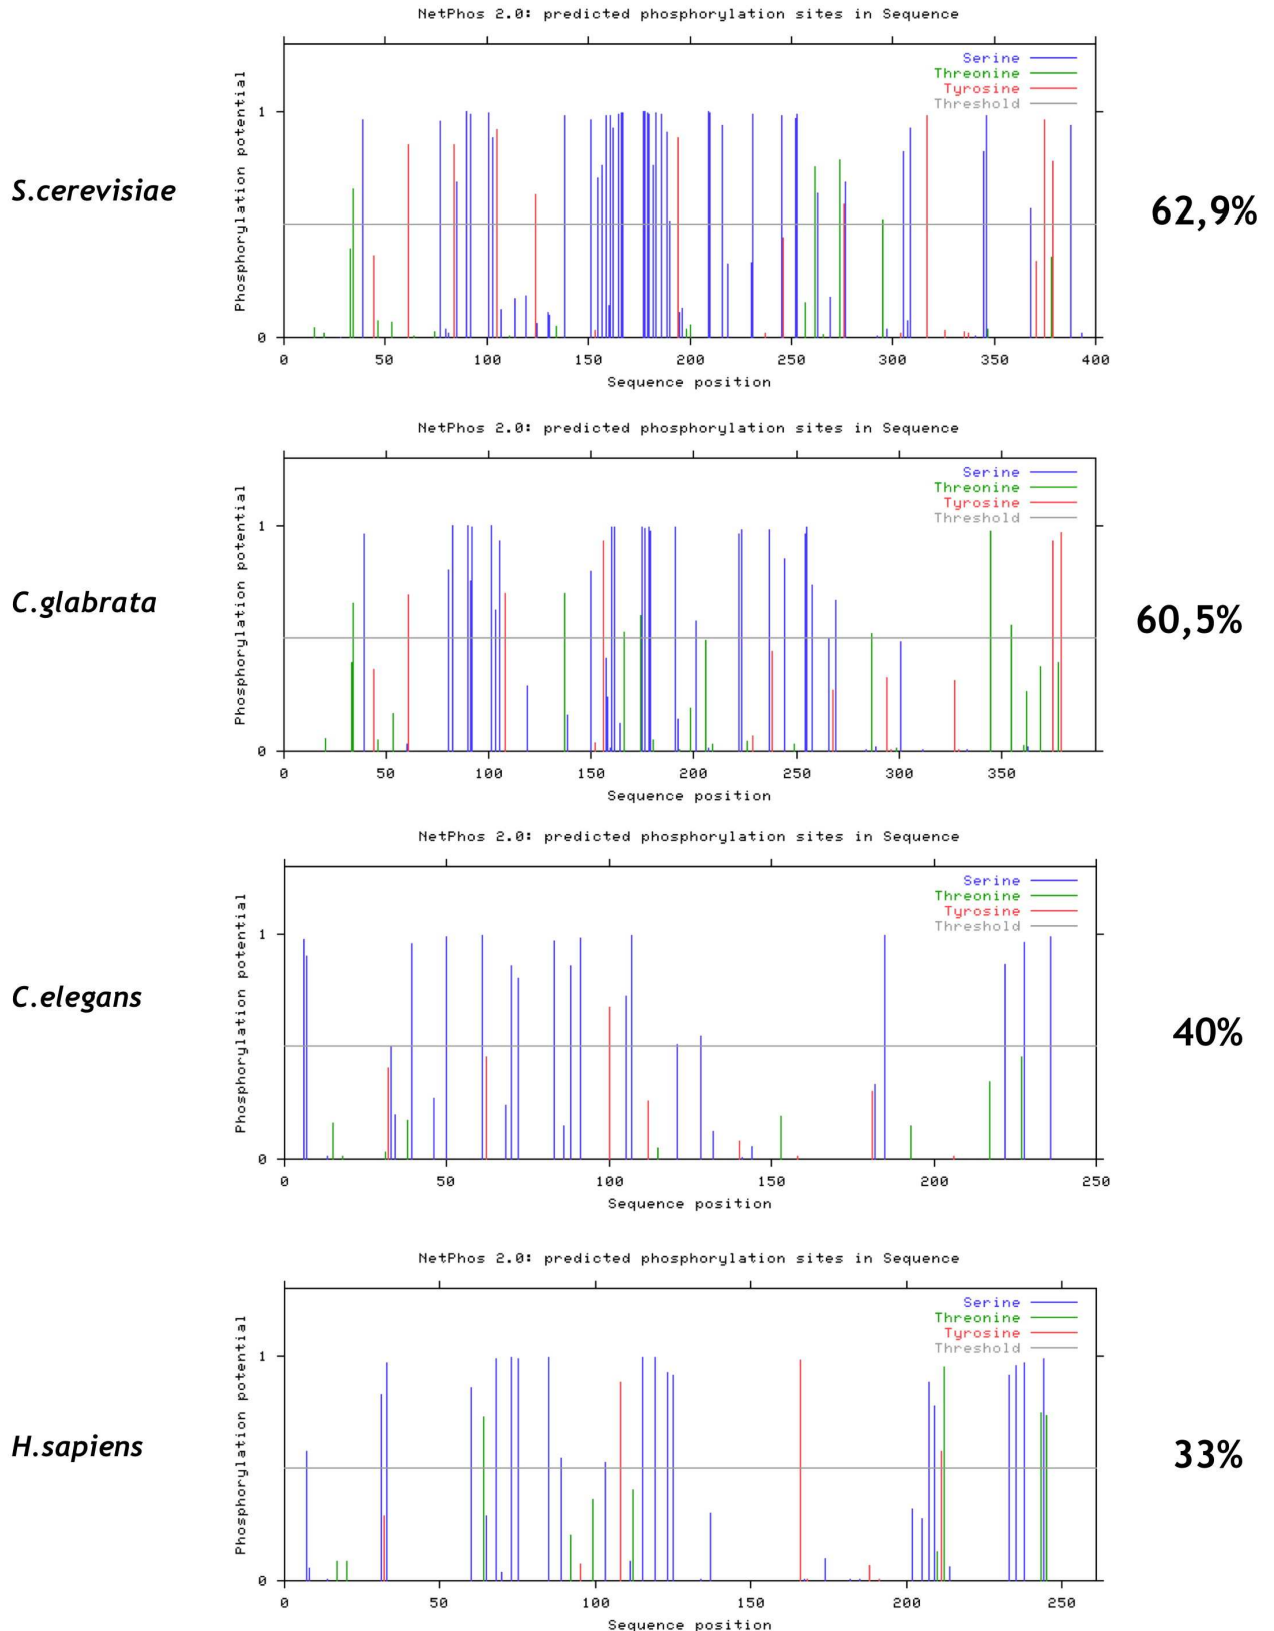 NetPhos 2.0: predicted phosphorylation sites in Sequence
Serine
Threonine
Tyrosine
Threshold
Phosphorylation potential
1
0
0 50 100 150 200 250 300 350 400
Sequence position
S.cerevisiae
62,9%
NetPhos 2.0: predicted phosphorylation sites in Sequence
Serine
Threonine
Tyrosine
Threshold
Phosphorylation potential
1
0
0 50 100 150 200 250 300 350
Sequence position
C.glabrata
60,5%
NetPhos 2.0: predicted phosphorylation sites in Sequence
Serine
Threonine
Tyrosine
Threshold
Phosphorylation potential
1
0
0 50 100 150 200 250
Sequence position
C.elegans
40%
NetPhos 2.0: predicted phosphorylation sites in Sequence
Serine
Threonine
Tyrosine
Threshold
Phosphorylation potential
1
0
0 50 100 150 200 250
Sequence position
H.sapiens
33%